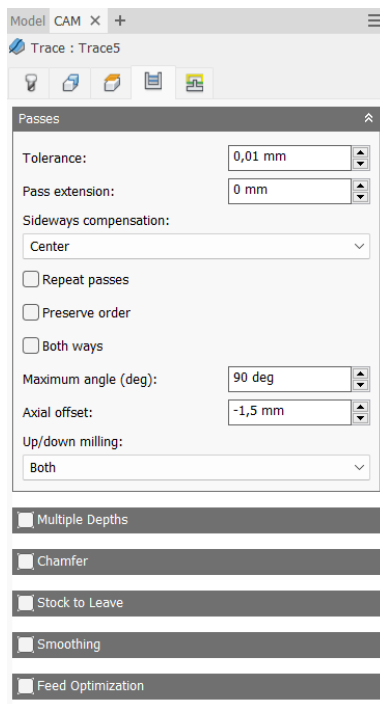 Model CAM
Trace : Trace5
Passes
Tolerance: 0,01 mm
Pass extension: 0 mm
Sideways compensation:
Center
Repeat passes
Preserve order
Both ways
Maximum angle (deg): 90 deg
Axial offset: -1,5 mm
Up/down milling:
Both
Multiple Depths
Chamfer
Stock to Leave
Smoothing
Feed Optimization